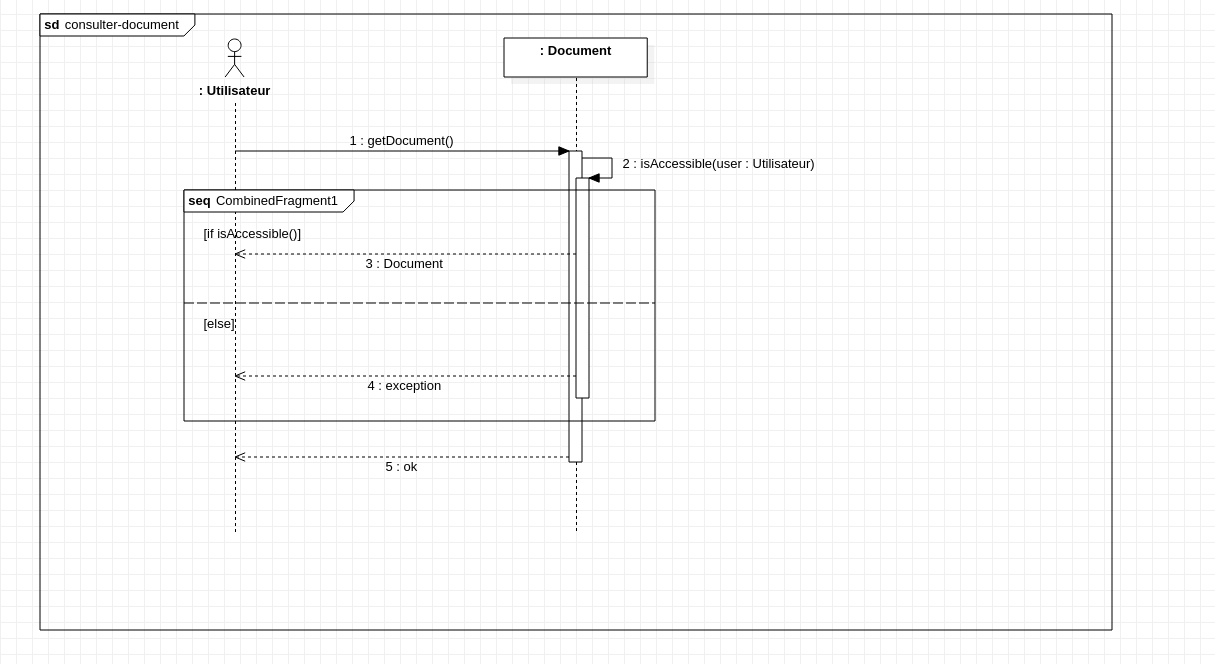 sd consulter-document
: Utilisateur
: Document
1 : getDocument()
2 : isAccessible(user : Utilisateur)
seq CombinedFragment1
[if isAccessible()]
3 : Document
[else]
4 : exception
5 : ok